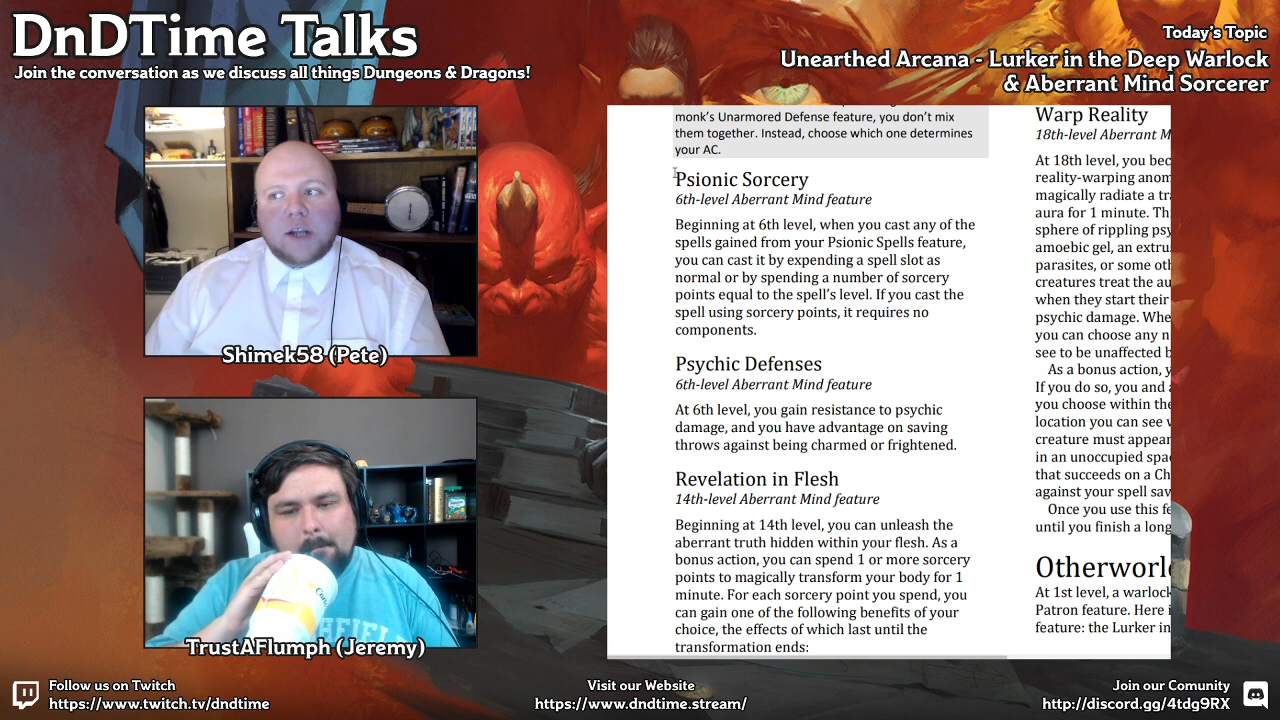 DnDTime Talks
Join the conversation as we discuss all things Dungeons & Dragons!
Today's Topic
Unearthed Arcana - Lurker in the Deep Warlock
& Aberrant Mind Sorcerer
Shimek58 (Pete)
TrustAFlumph (Jeremy)
monk's Unarmored Defense feature, you don't mix
them together. Instead, choose which one determines
your AC.
Psionic Sorcery
6th-level Aberrant Mind feature
Beginning at 6th level, when you cast any of the
spells gained from your Psionic Spells feature,
you can cast it by expending a spell slot as
normal or by spending a number of sorcery
points equal to the spell's level. If you cast the
spell using sorcery points, it requires no
components.
Psychic Defenses
6th-level Aberrant Mind feature
At 6th level, you gain resistance to psychic
damage, and you have advantage on saving
throws against being charmed or frightened.
Revelation in Flesh
14th-level Aberrant Mind feature
Beginning at 14th level, you can unleash the
aberrant truth hidden within your flesh. As a
bonus action, you can spend 1 or more sorcery
points to magically transform your body for 1
minute. For each sorcery point you spend, you
can gain one of the following benefits of your
choice, the effects of which last until the
transformation ends:
Warp Reality
18th-level Aberrant M
At 18th level, you bec
reality-warping anom
magically radiate a tr
aura for 1 minute. Th
sphere of rippling psy
amoebic gel, an extru
parasites, or some oth
creatures treat the au
when they start their
psychic damage. Whe
you can choose any n
see to be unaffected b
As a bonus action, y
If you do so, you and a
you choose within the
location you can see w
creature must appear
in an unoccupied spac
that succeeds on a Ch
against your spell sav
Once you use this fe
until you finish a long
Otherworl
At 1st level, a warlock
Patron feature. Here i
feature: the Lurker in
Follow us on Twitch
https://www.twitch.tv/dndtime
Visit our Website
https://www.dndtime.stream/
Join our Comunity
http://discord.gg/4tdg9RX